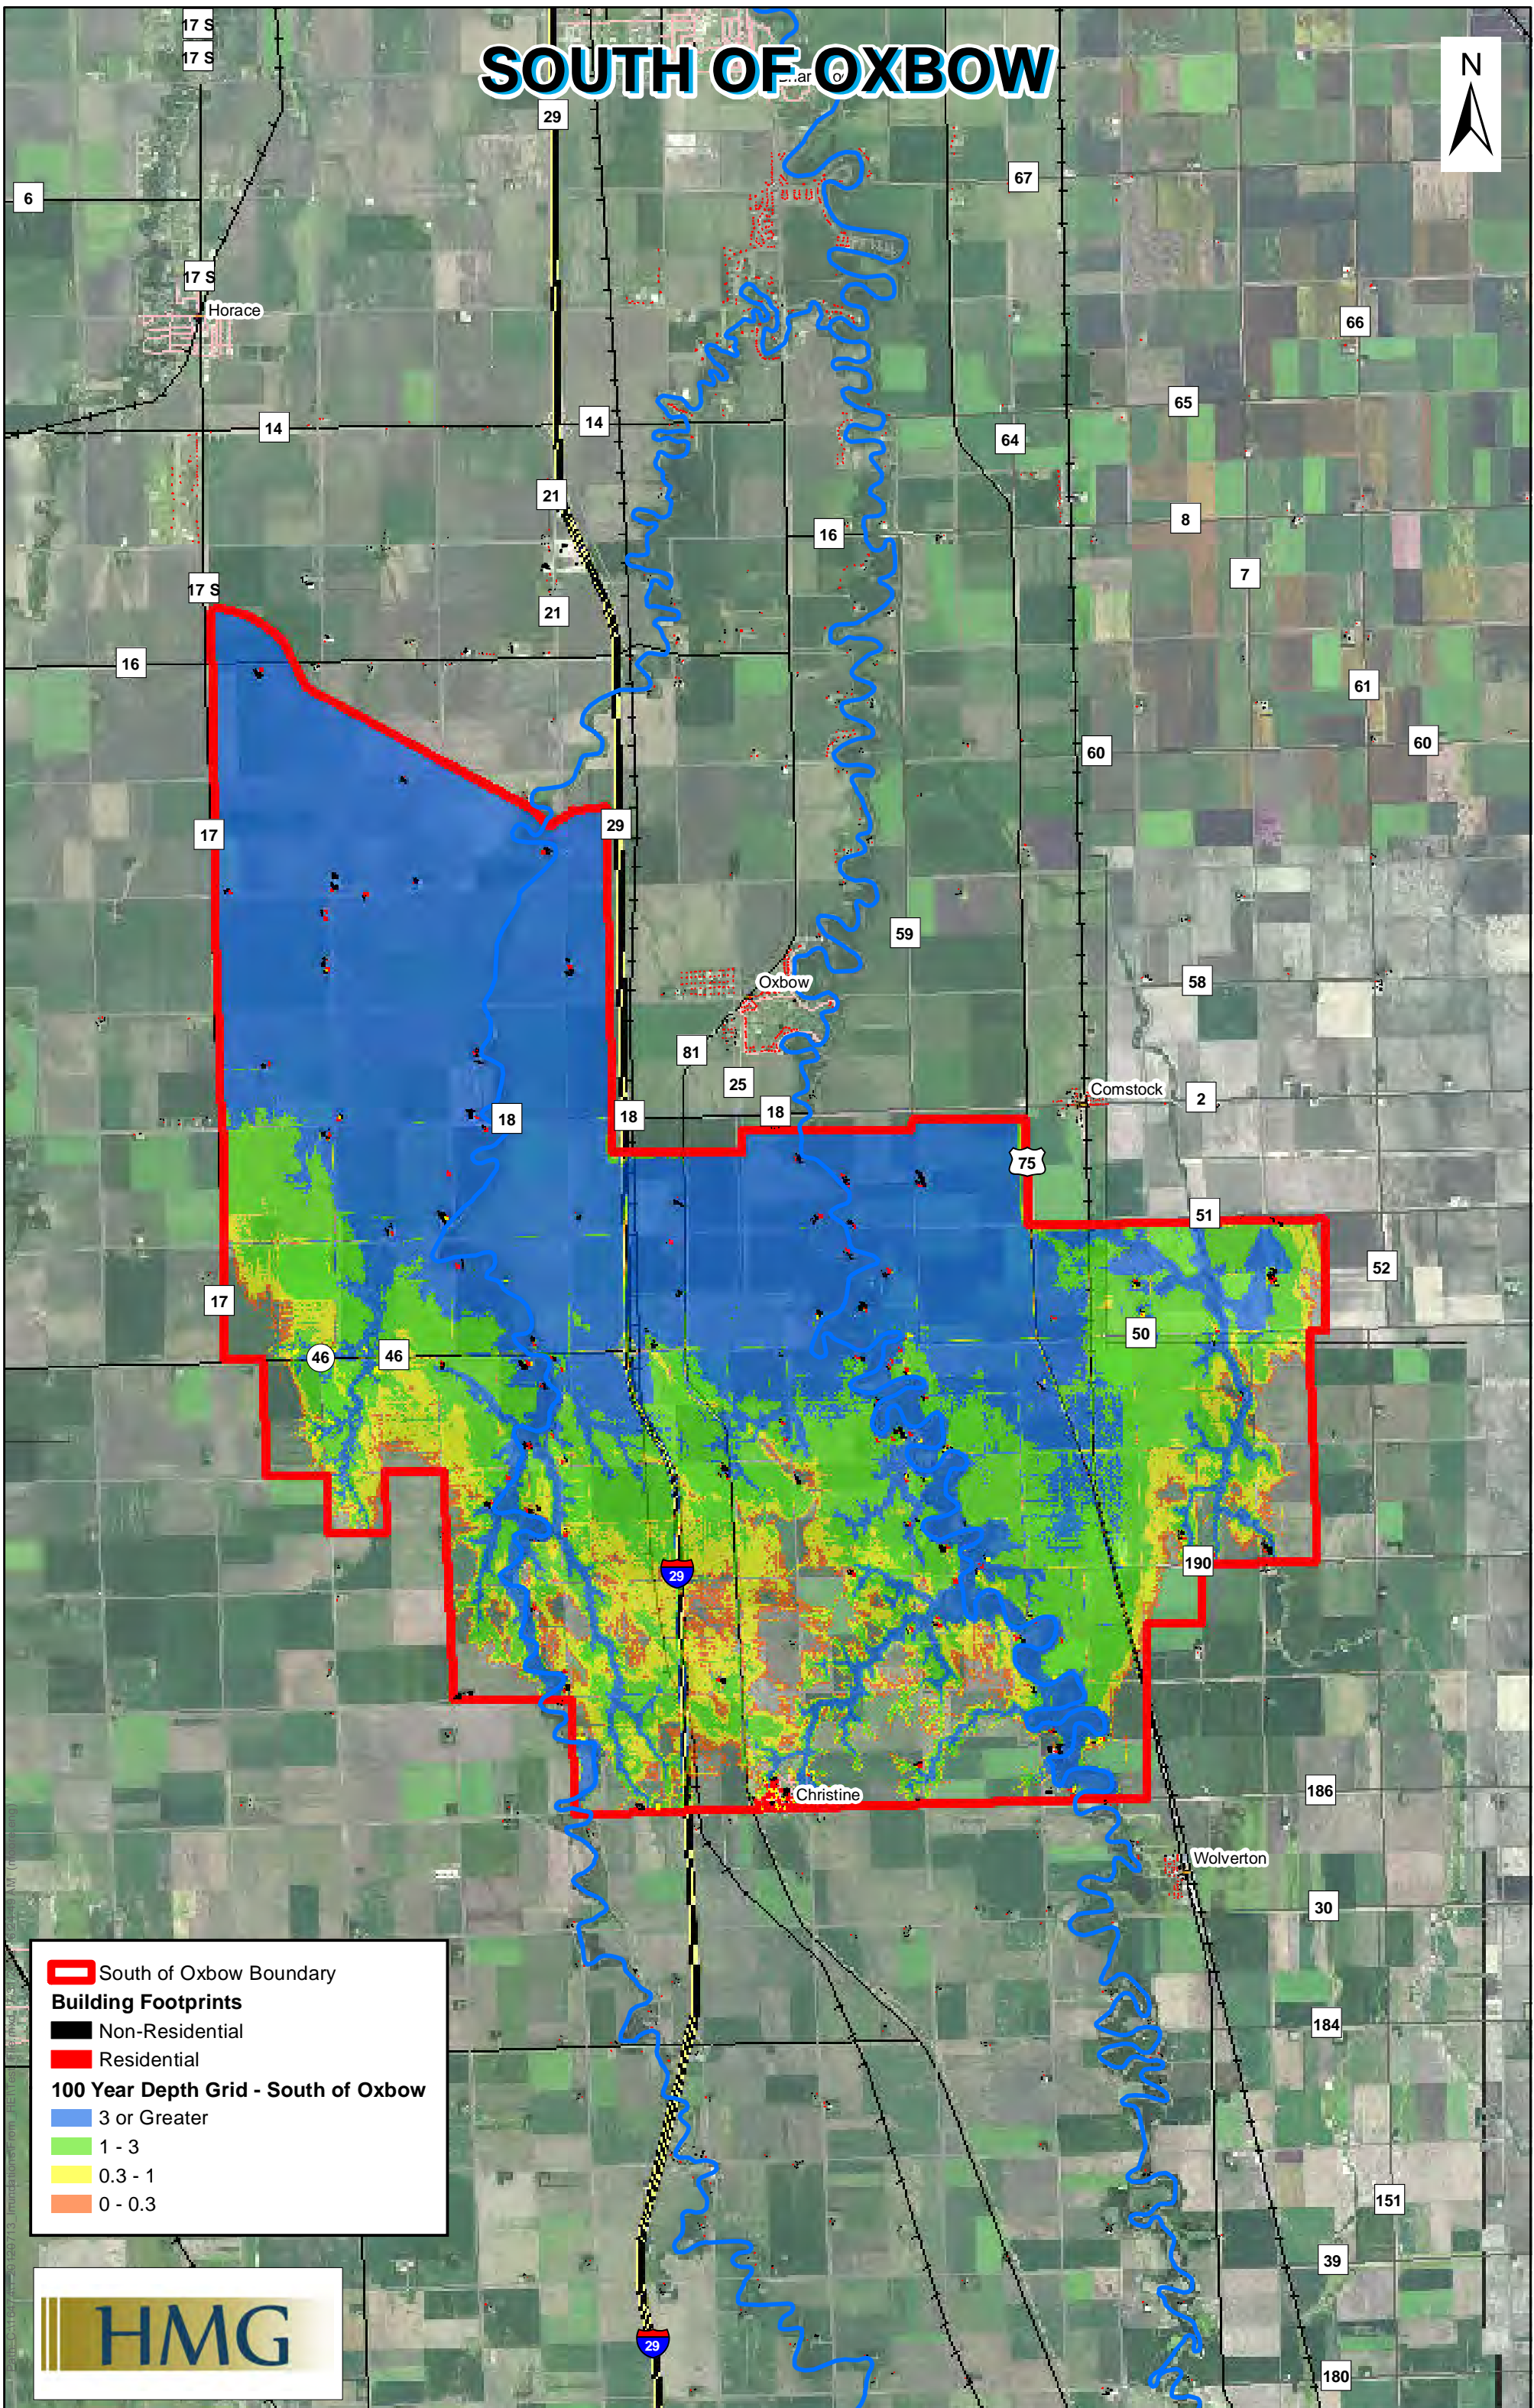 SOUTH OF OXBOW
N
17 S
17 S
29
67
6
17 S
Horace
66
65
14
14
64
21
16
8
7
17 S
21
16
61
60
60
17
29
59
Oxbow
58
81
25
Comstock
2
18
18
18
75
51
52
17
50
46
46
29
190
Christine
186
Wolverton
30
184
151
39
29
180
South of Oxbow Boundary
Building Footprints
Non-Residential
Residential
100 Year Depth Grid - South of Oxbow
3 or Greater
1 - 3
0.3 - 1
0 - 0.3
HMG